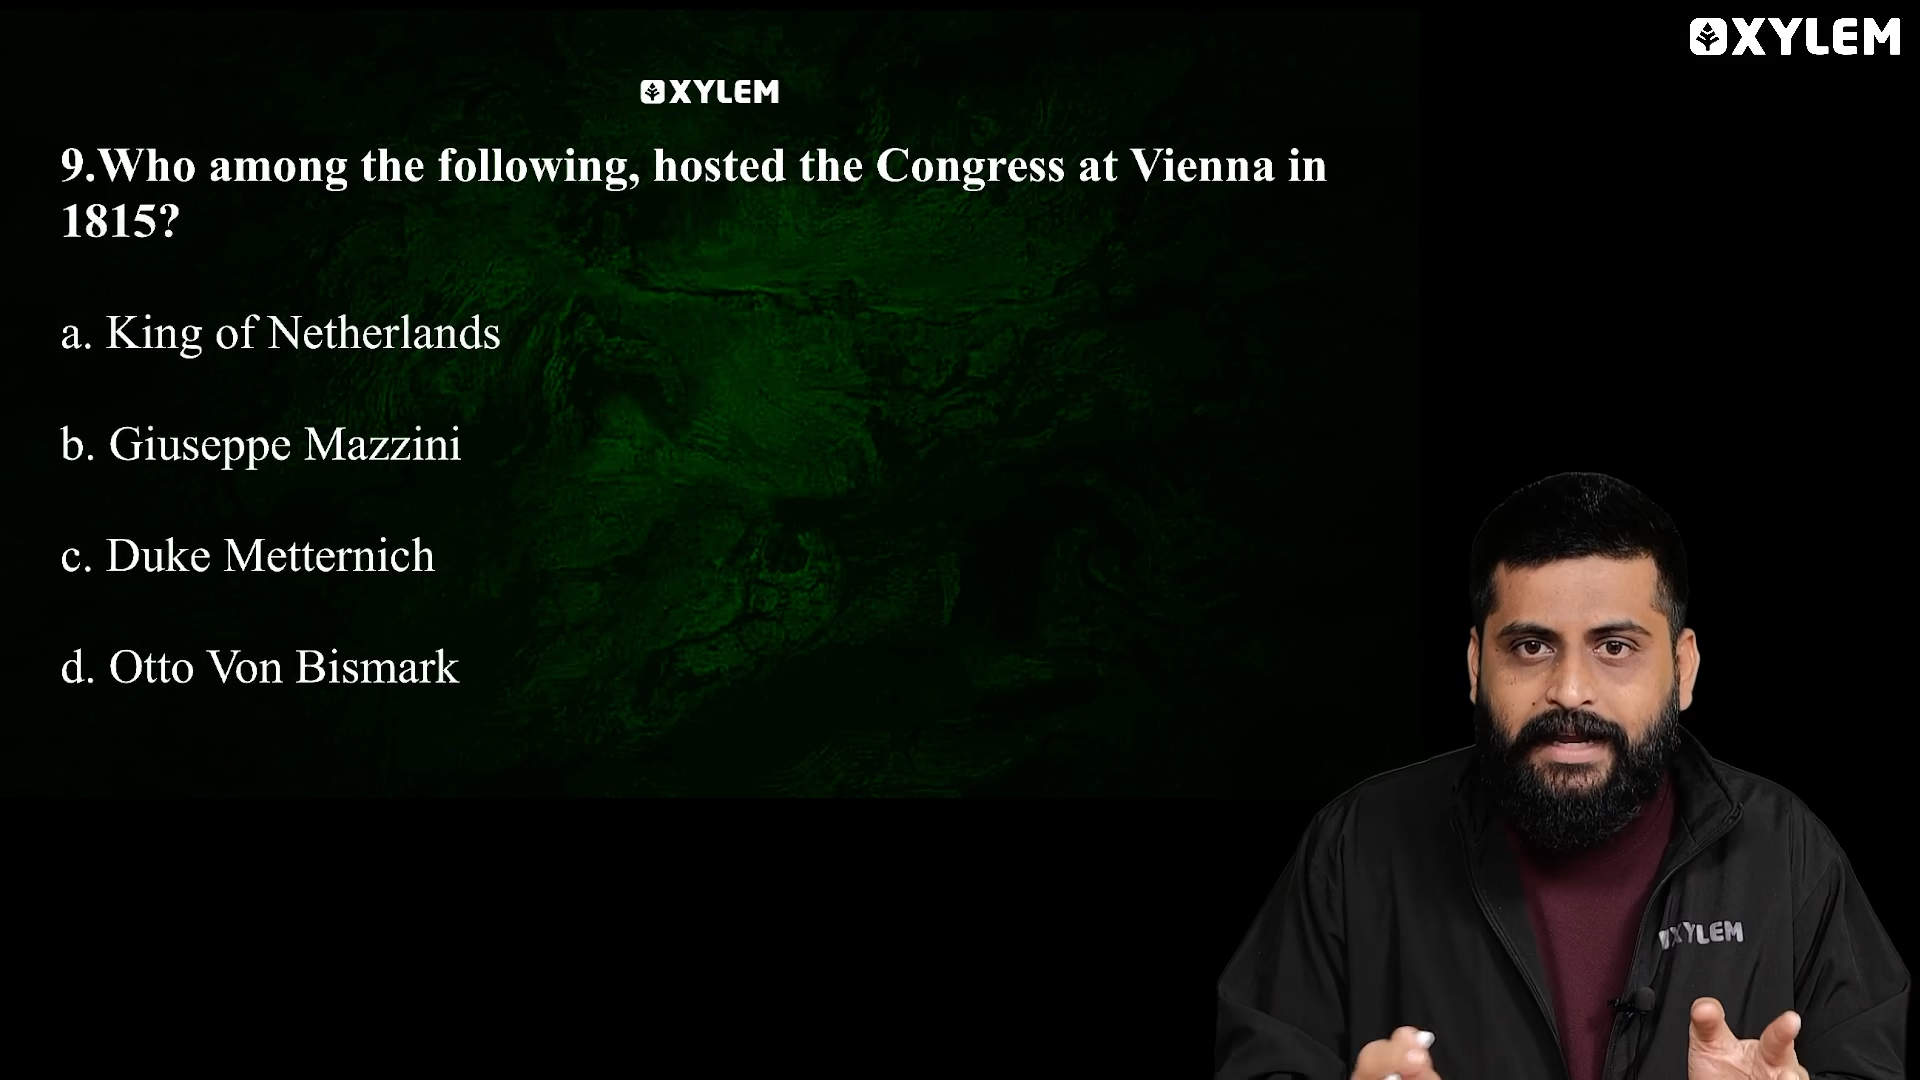 XYLEM
XYLEM
9.Who among the following, hosted the Congress at Vienna in
1815?
a. King of Netherlands
b. Giuseppe Mazzini
c. Duke Metternich
d. Otto Von Bismark
XYLEM